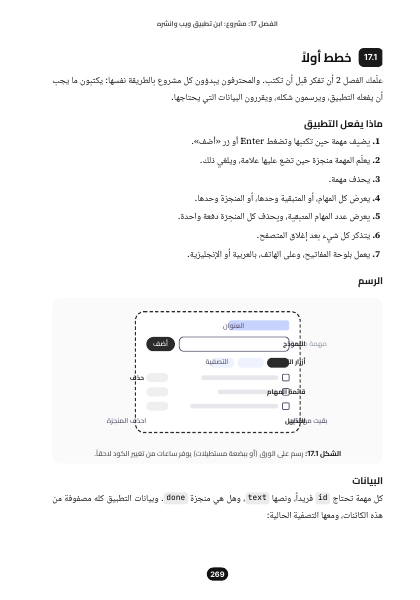 الفصل 17: مشروع: ابن تطبيق ويب وانشره
17.1 خطط أولاً
علّمك الفصل 2 أن تفكر قبل أن تكتب. والمحترفون يبدؤون كل مشروع بالطريقة نفسها: يكتبون ما يجب
أن يفعله التطبيق، ويرسمون شكله، ويقررون البيانات التي يحتاجها.
ماذا يفعل التطبيق
1. يضيف مهمة حين تكتبها وتضغط Enter أو زر «أضف».
2. يعلّم المهمة منجزة حين تضع عليها علامة، ويلغي ذلك.
3. يحذف مهمة.
4. يعرض كل المهام، أو المتبقية وحدها، أو المنجزة وحدها.
5. يعرض عدد المهام المتبقية، ويحذف كل المنجزة دفعة واحدة.
6. يتذكر كل شيء بعد إغلاق المتصفح.
7. يعمل بلوحة المفاتيح، وعلى الهاتف، بالعربية أو الإنجليزية.
الرسم
العنوان
مهمة النموذج أضف
أزرار التصفية
حذف
قائمة المهام
بقيت التذييل احذف المنجزة
الشكل 17.1: رسم على الورق (أو ببضعة مستطيلات) يوفر ساعات من تغيير الكود لاحقاً.
البيانات
كل مهمة تحتاج id فريداً، ونصها text، وهل هي منجزة done. وبيانات التطبيق كله مصفوفة من
هذه الكائنات، ومعها التصفية الحالية:
269